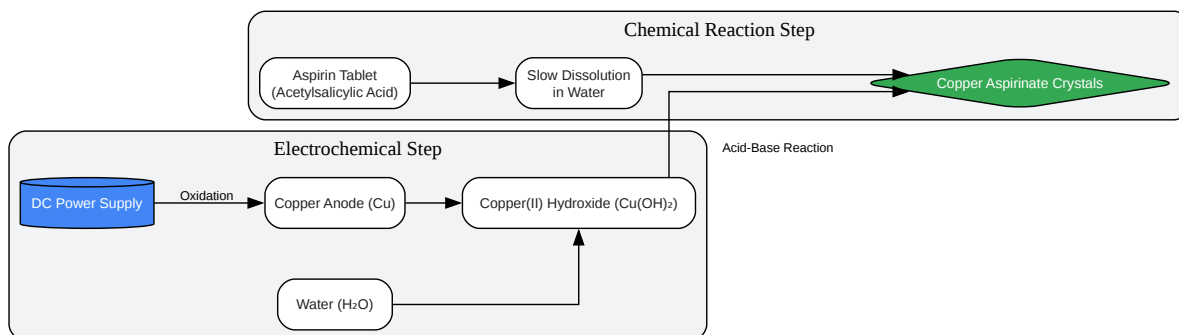 Chemical Reaction Step
Aspirin Tablet
(Acetylsalicylic Acid)
Slow Dissolution
in Water
Copper Aspirinate Crystals
Electrochemical Step
Acid-Base Reaction
DC Power Supply
Oxidation
Copper Anode (Cu)
Copper(II) Hydroxide (Cu(OH)₂)
Water (H₂O)